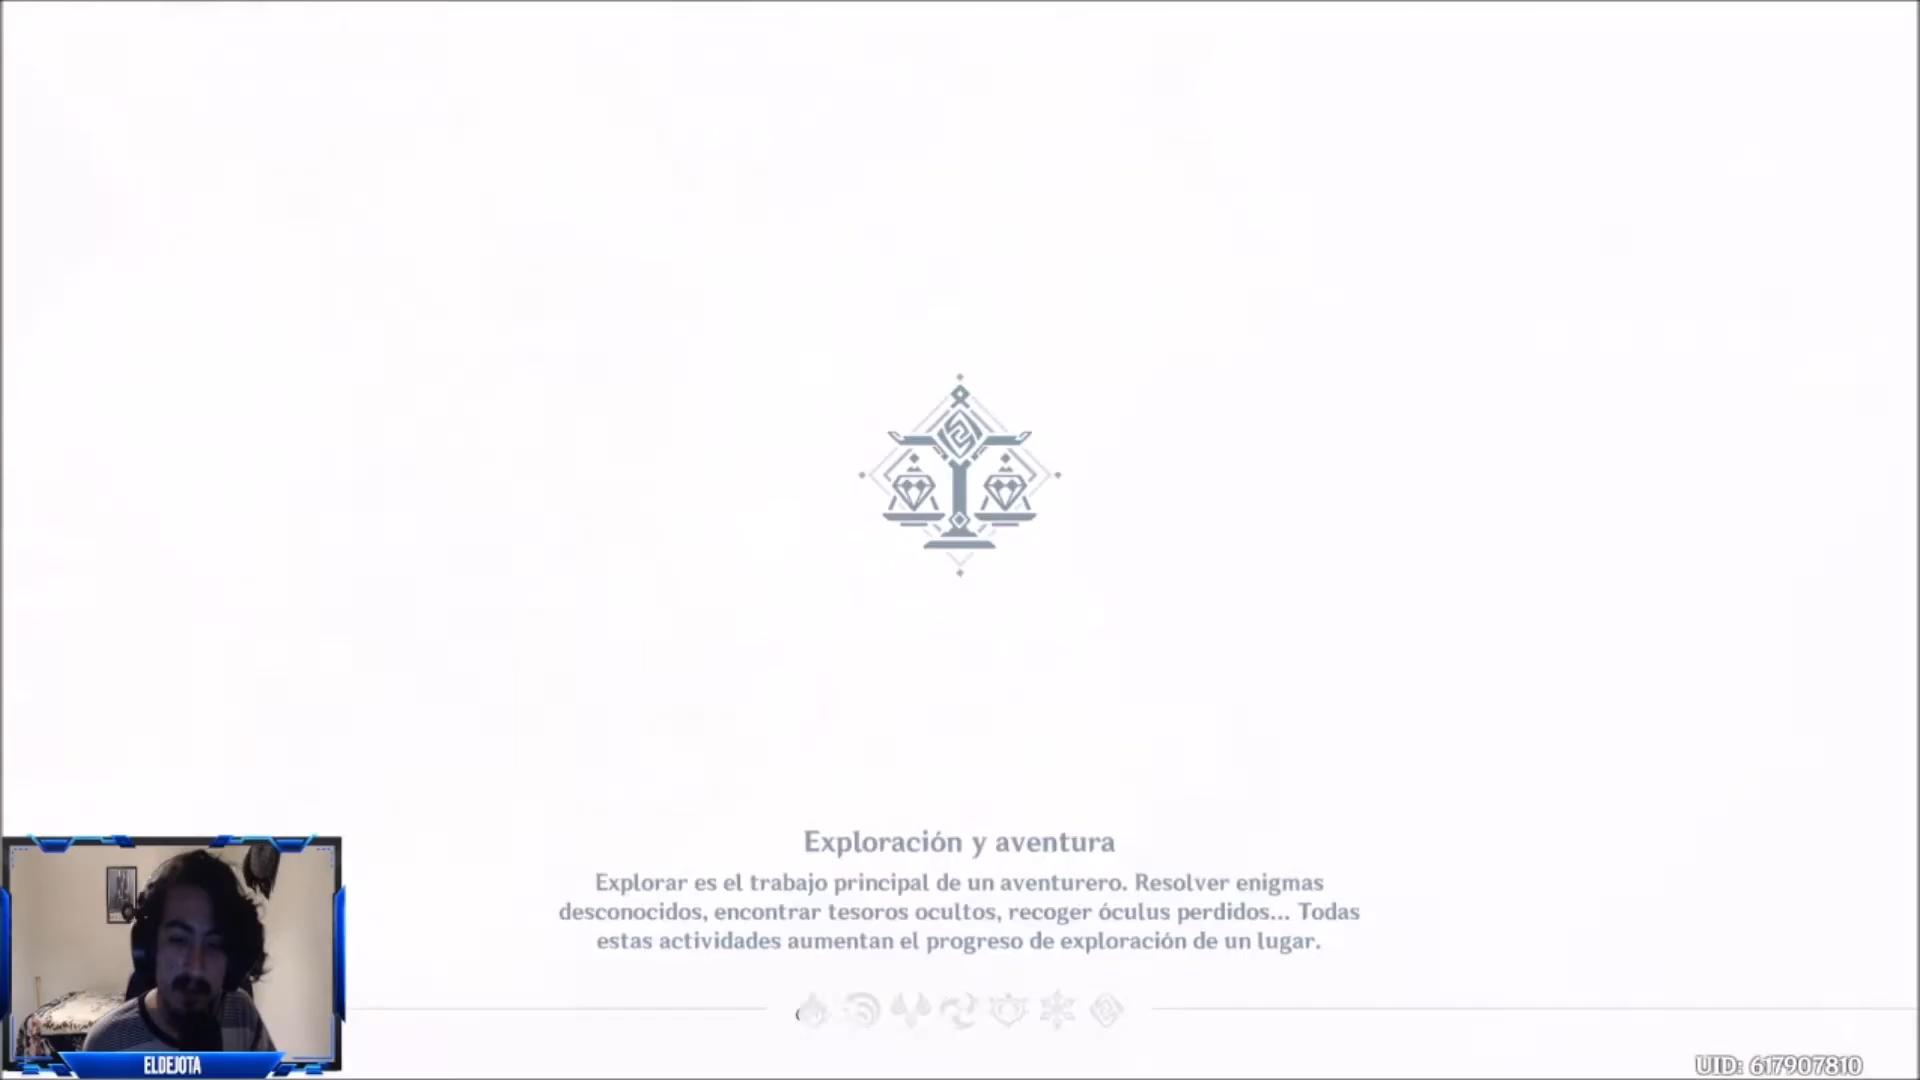 Exploración y aventura
Explorar es el trabajo principal de un aventurero. Resolver enigmas
desconocidos, encontrar tesoros ocultos, recoger óculus perdidos... Todas
estas actividades aumentan el progreso de exploración de un lugar.
ELDEJOTA
UID: 617907810